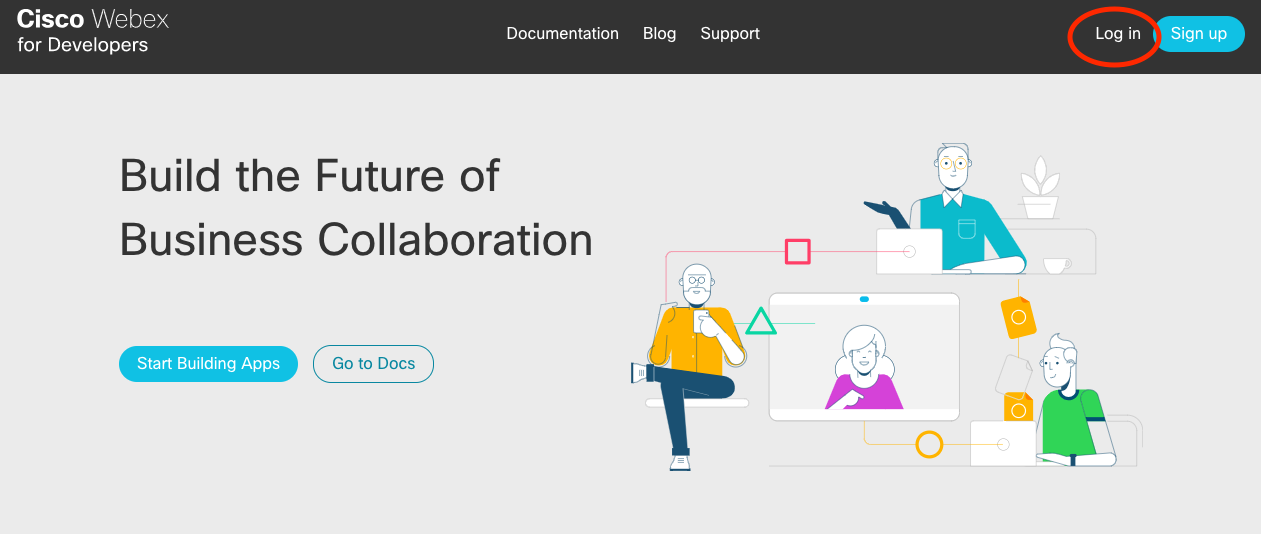 Cisco Webex
for Developers
Documentation Blog Support
Log in Sign up
Build the Future of
Business Collaboration
Start Building Apps Go to Docs